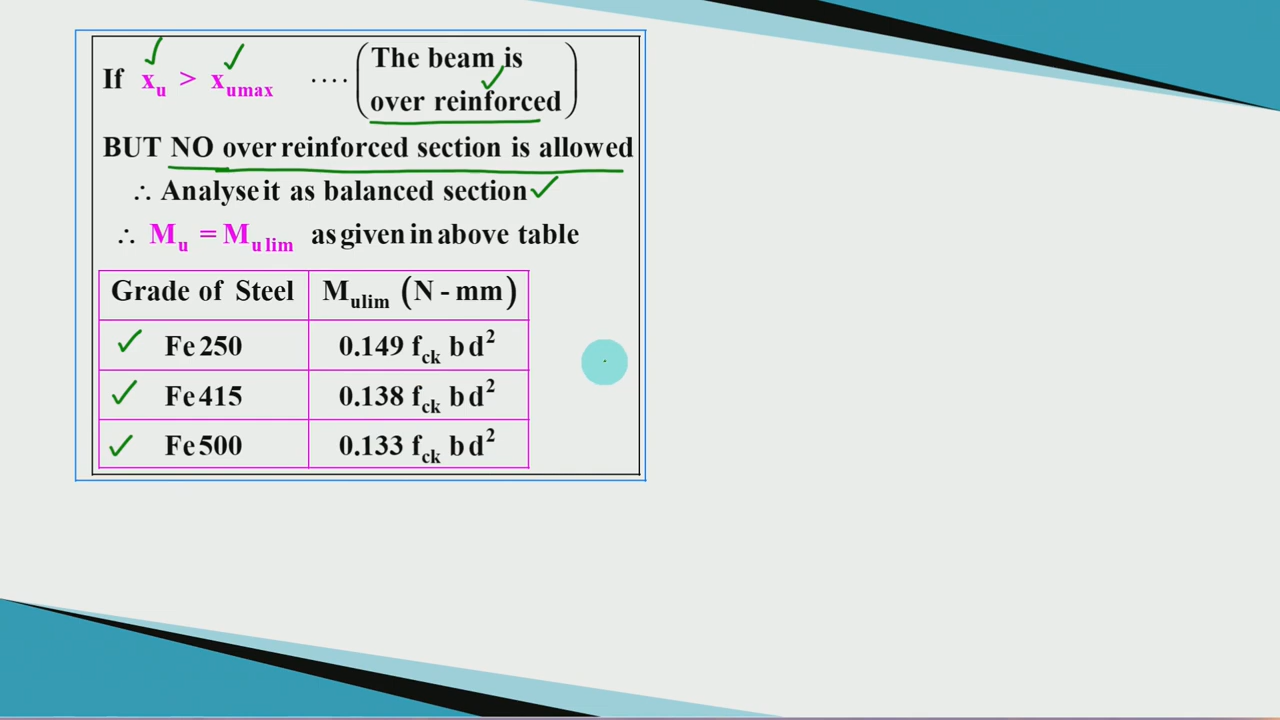 If x_u > x_umax .... (The beam is
over reinforced)
BUT NO over reinforced section is allowed
∴ Analyse it as balanced section
∴ M_u = M_u lim as given in above table
Grade of Steel M_ulim (N - mm)
Fe 250 0.149 f_ck b d²
Fe 415 0.138 f_ck b d²
Fe 500 0.133 f_ck b d²